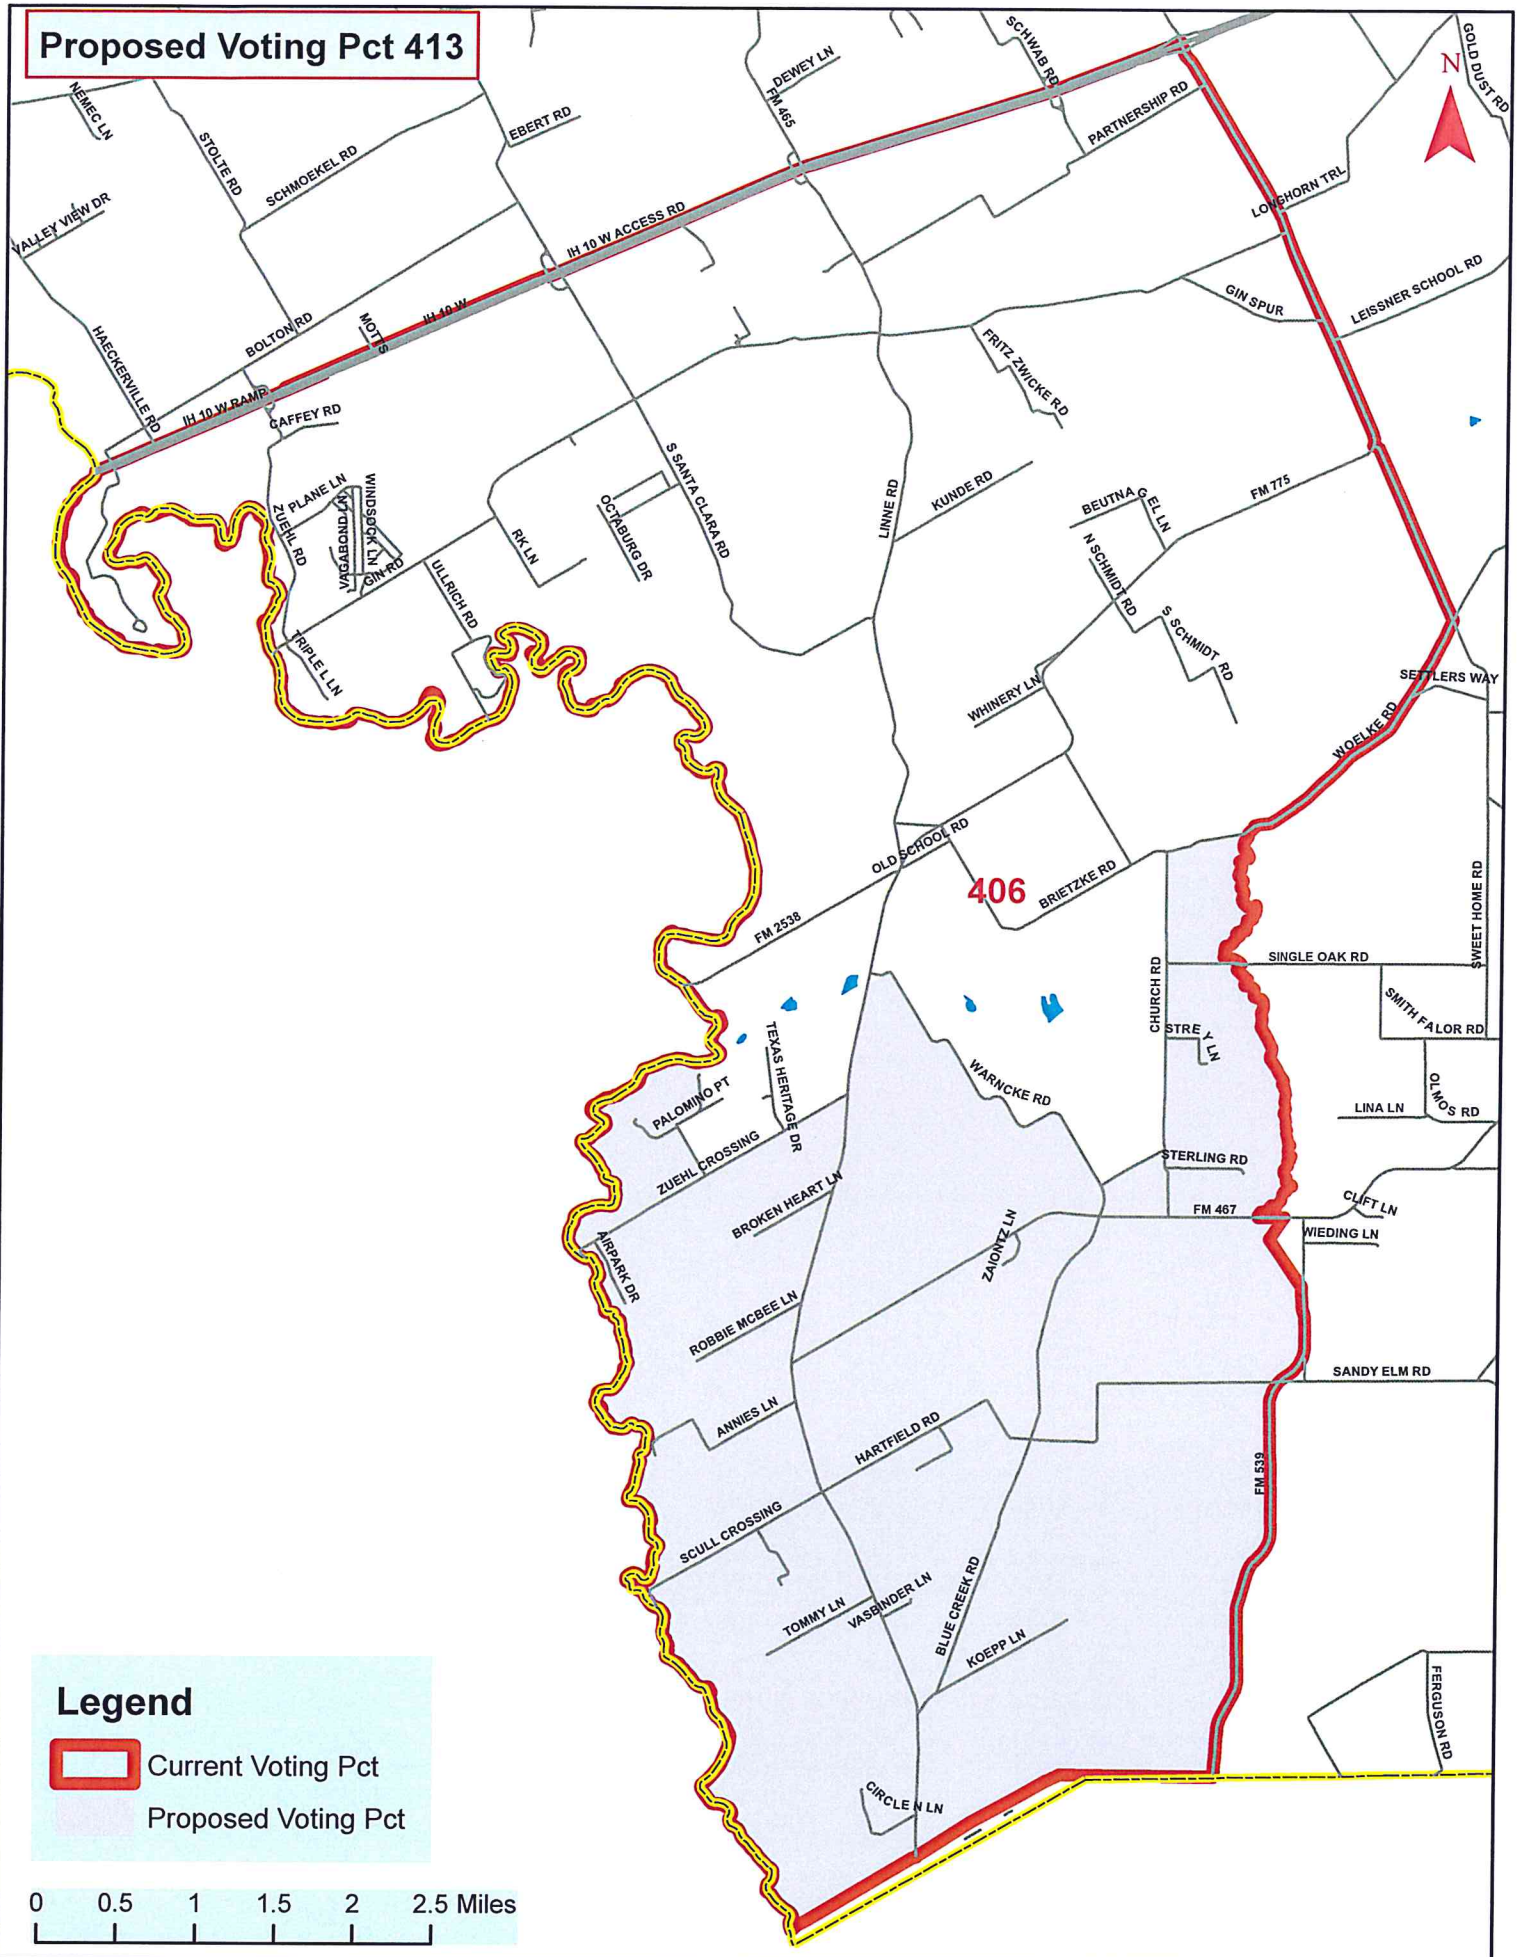 Proposed Voting Pct 413
N
GOLD DUST RD
SCHWAB RD
DEWEY LN
FM 465
PARTNERSHIP RD
NEMEC LN
EBERT RD
STOLTE RD
SCHMOEKEL RD
LONGHORN TRL
VALLEY VIEW DR
IH 10 W ACCESS RD
LEISSNER SCHOOL RD
GIN SPUR
IH 10 W
MOTTS
BOLTON RD
HAECKERVILLE RD
FRITZ ZWICKE RD
IH 10 W RAMP
CAFFEY RD
S SANTA CLARA RD
PLANE LN
WINDSOCK LN
VAGABOND LN
ZUEHL RD
GIN RD
OCTABURG DR
RK LN
LINNE RD
KUNDE RD
BEUTNAGEL LN
FM 775
N SCHMIDT RD
S SCHMIDT RD
ULLRICH RD
TRIPLE L LN
WHINERY LN
SETTLERS WAY
WOELKE RD
OLD SCHOOL RD
406
BRIETZKE RD
FM 2538
SWEET HOME RD
SINGLE OAK RD
CHURCH RD
SMITH FALOR RD
STREY LN
TEXAS HERITAGE DR
WARNCKE RD
PALOMINO PT
OLMOS RD
LINA LN
ZUEHL CROSSING
STERLING RD
BROKEN HEART LN
CLIFT LN
FM 467
WIEDING LN
ZAIONTZ LN
AIRPARK DR
ROBBIE MCBEE LN
SANDY ELM RD
ANNIES LN
HARTFIELD RD
FM 539
SCULL CROSSING
TOMMY LN
VASBINDER LN
BLUE CREEK RD
KOEPP LN
FERGUSON RD
CIRCLE N LN
Legend
Current Voting Pct
Proposed Voting Pct
0 0.5 1 1.5 2 2.5 Miles